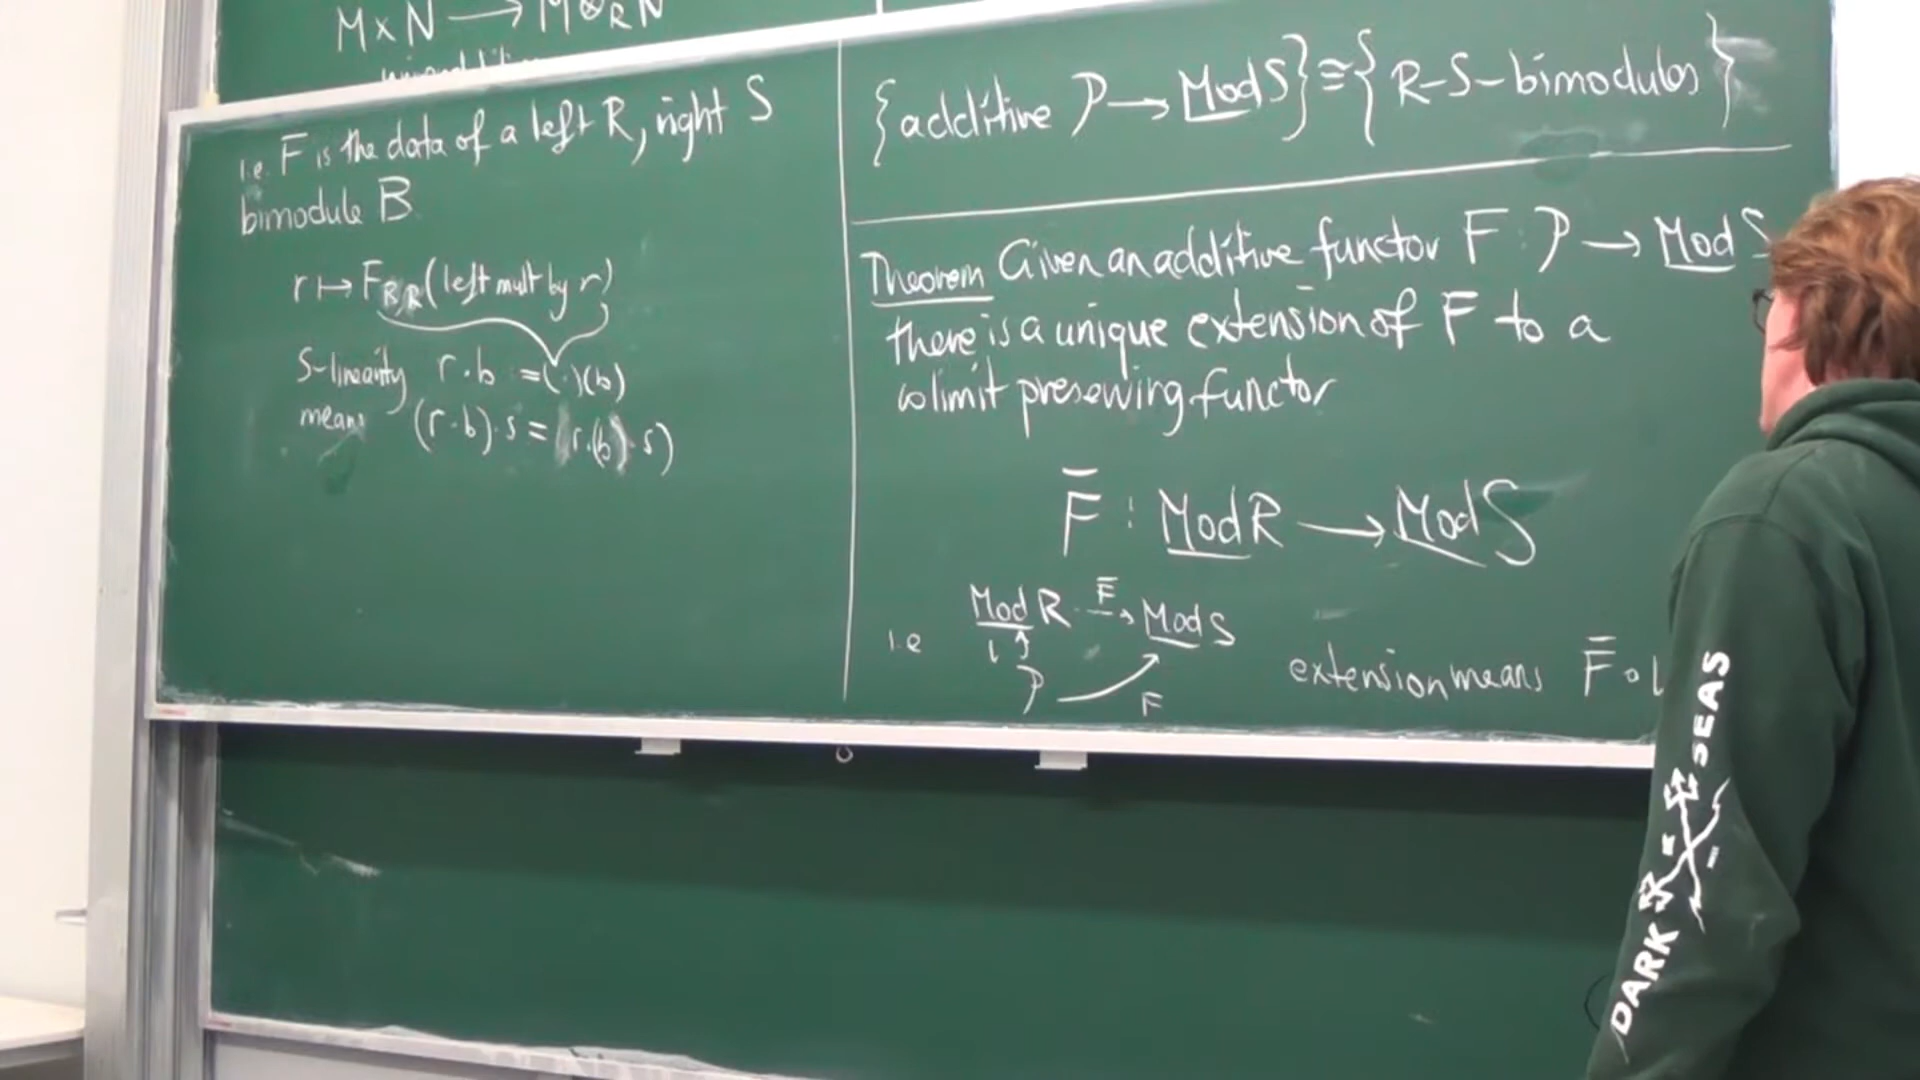 M×N ⟶ M⊗_R N
i.e. F is the data of a left R, right S
bimodule B
r ↦ F_{R,R}(left mult by r)
S-linearity r·b = (·)(b)
means (r·b)·s = r·(b·s)
{additive P → Mod S} ≅ {R-S-bimodules}
Theorem Given an additive functor F : P → Mod S
there is a unique extension of F to a
colimit preserving functor
F̄ : Mod R ⟶ Mod S
Mod R F̄ → Mod S
i.e ι ↑ extension means F̄ ∘ ι
P F
DARK SEAS